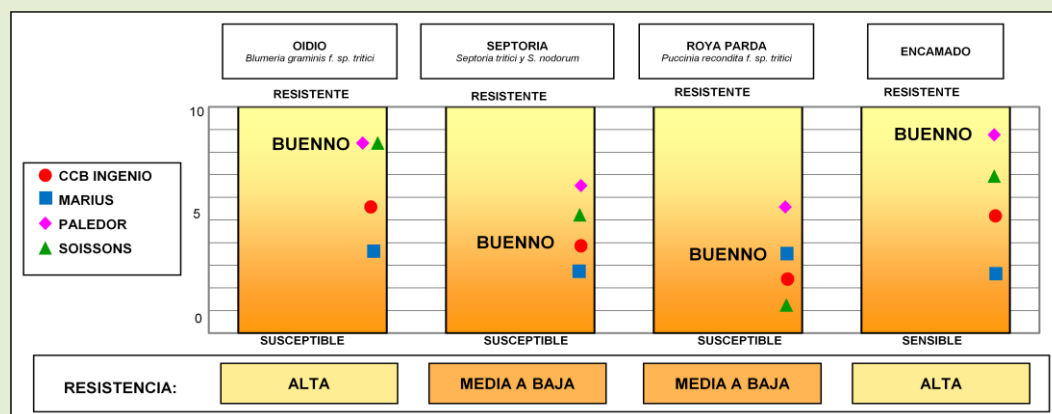 OIDIO
Blumeria graminis f. sp. tritici
SEPTORIA
Septoria tritici y S. nodorum
ROYA PARDA
Puccinia recondita f. sp. tritici
ENCAMADO
RESISTENTE
RESISTENTE
RESISTENTE
RESISTENTE
10
5
0
BUENNO
BUENNO
BUENNO
BUENNO
CCB INGENIO
MARIUS
PALEDOR
SOISSONS
SUSCEPTIBLE
SUSCEPTIBLE
SUSCEPTIBLE
SENSIBLE
RESISTENCIA:
ALTA
MEDIA A BAJA
MEDIA A BAJA
ALTA